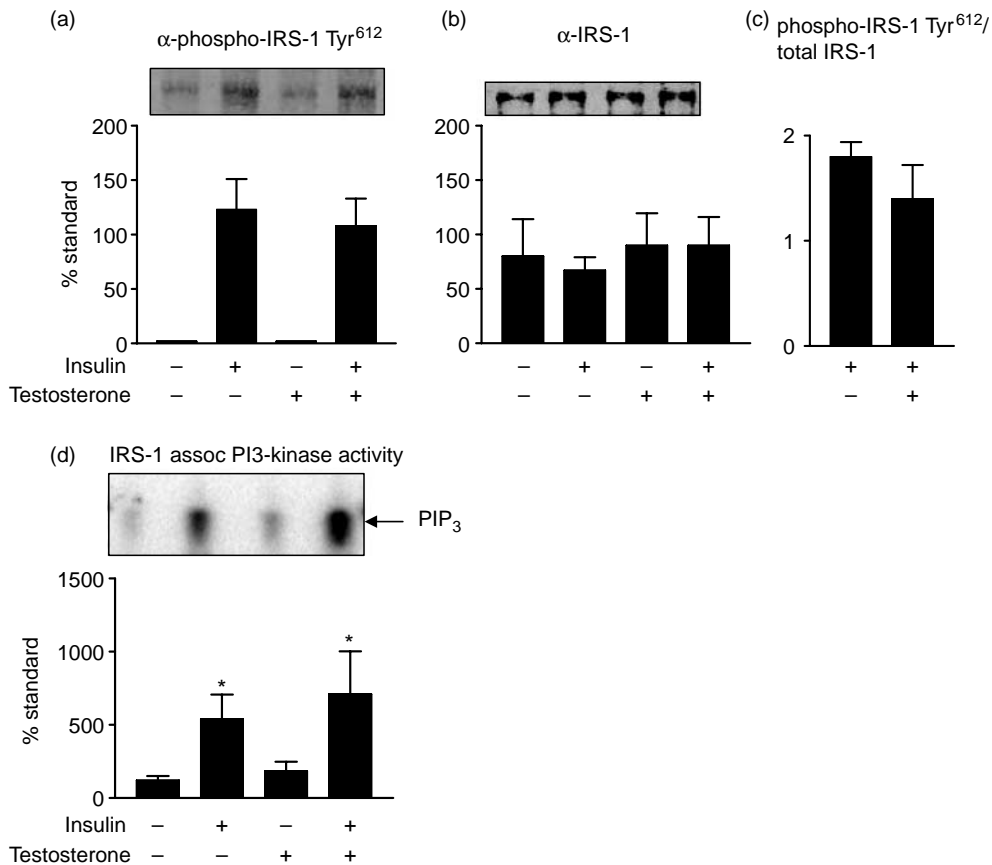 (a)
α-phospho-IRS-1 Tyr612
200
150
100
50
0
% standard
Insulin – + – +
Testosterone – – + +
(b)
α-IRS-1
200
150
100
50
0
– + – +
– – + +
(c)
phospho-IRS-1 Tyr612/
total IRS-1
2
1
0
+ +
– +
(d)
IRS-1 assoc PI3-kinase activity
PIP3
1500
1000
500
0
% standard
* *
Insulin – + – +
Testosterone – – + +